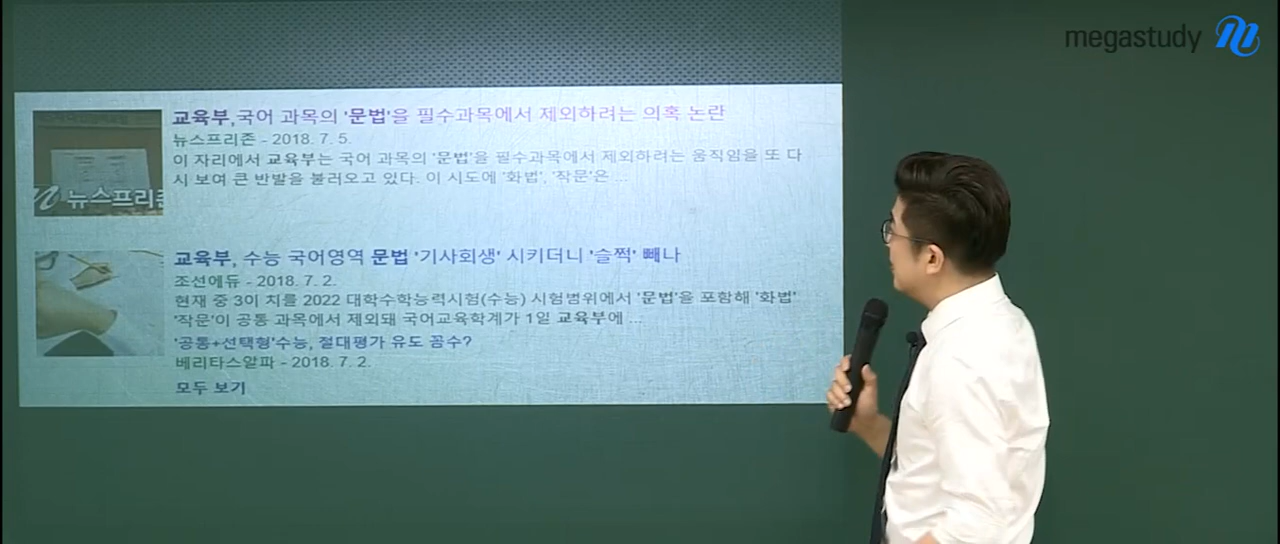 megastudy
교육부,국어 과목의 '문법'을 필수과목에서 제외하려는 의혹 논란
뉴스프리존 - 2018. 7. 5.
이 자리에서 교육부는 국어 과목의 '문법'을 필수과목에서 제외하려는 움직임을 또 다
시 보여 큰 반발을 불러오고 있다. 이 시도에 '화법', '작문'은 ...
뉴스프리존
교육부, 수능 국어영역 문법 '기사회생' 시키더니 '슬쩍' 빼나
조선에듀 - 2018. 7. 2.
현재 중 3이 치를 2022 대학수학능력시험(수능) 시험범위에서 '문법'을 포함해 '화법'
'작문'이 공통 과목에서 제외돼 국어교육학계가 1일 교육부에 ...
'공통+선택형'수능, 절대평가 유도 꼼수?
베리타스알파 - 2018. 7. 2.
모두 보기